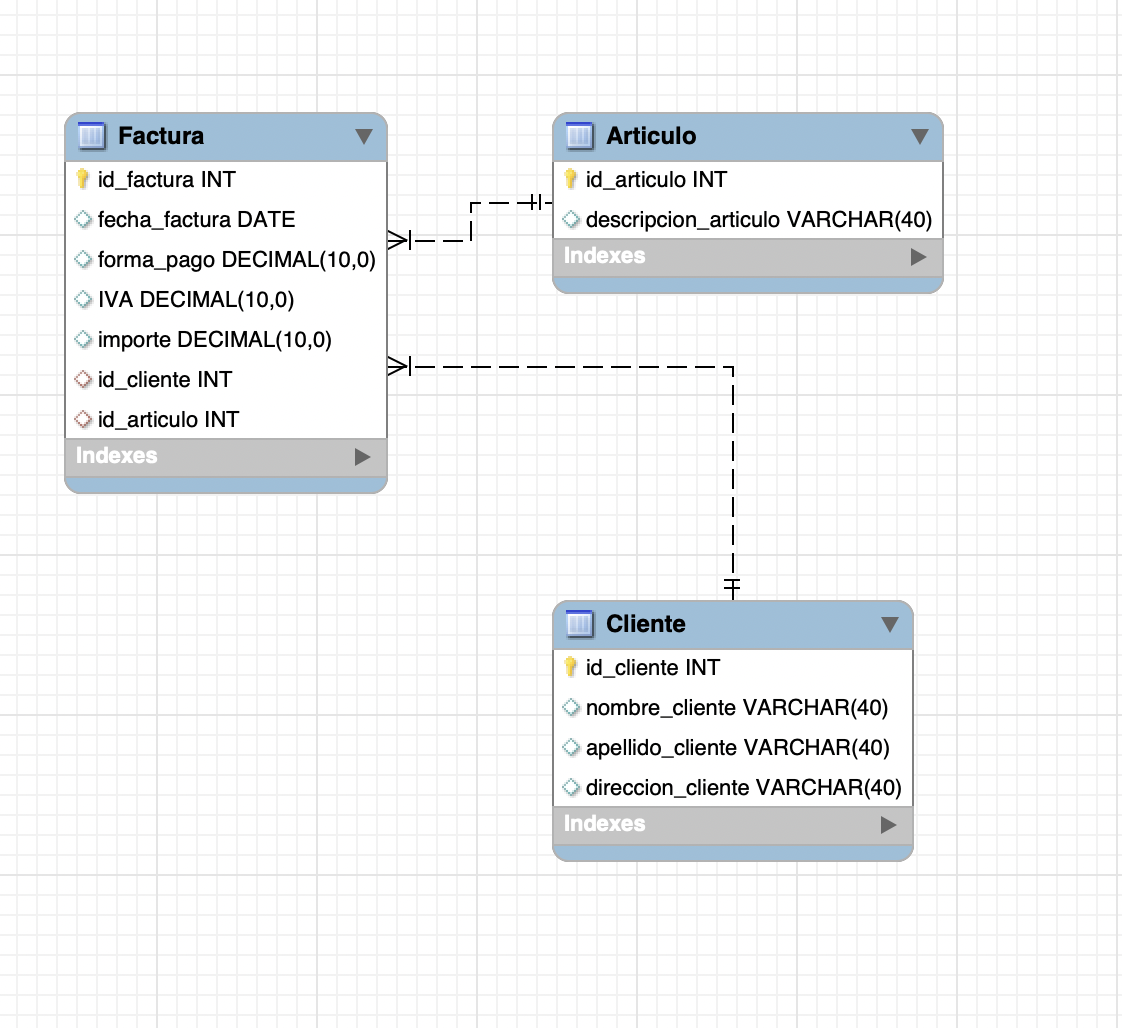 Factura
id_factura INT
fecha_factura DATE
forma_pago DECIMAL(10,0)
IVA DECIMAL(10,0)
importe DECIMAL(10,0)
id_cliente INT
id_articulo INT
Indexes
Articulo
id_articulo INT
descripcion_articulo VARCHAR(40)
Indexes
Cliente
id_cliente INT
nombre_cliente VARCHAR(40)
apellido_cliente VARCHAR(40)
direccion_cliente VARCHAR(40)
Indexes